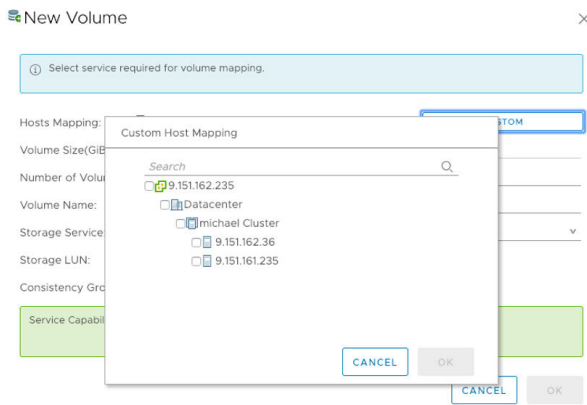 New Volume
Select service required for volume mapping.
Hosts Mapping:
Custom Host Mapping
Volume Size(GiB
Search
Number of Volu
9.151.162.235
Volume Name:
Datacenter
Storage Service:
michael Cluster
9.151.162.36
Storage LUN:
9.151.161.235
Consistency Gro
Service Capabil
CANCEL OK
CANCEL OK